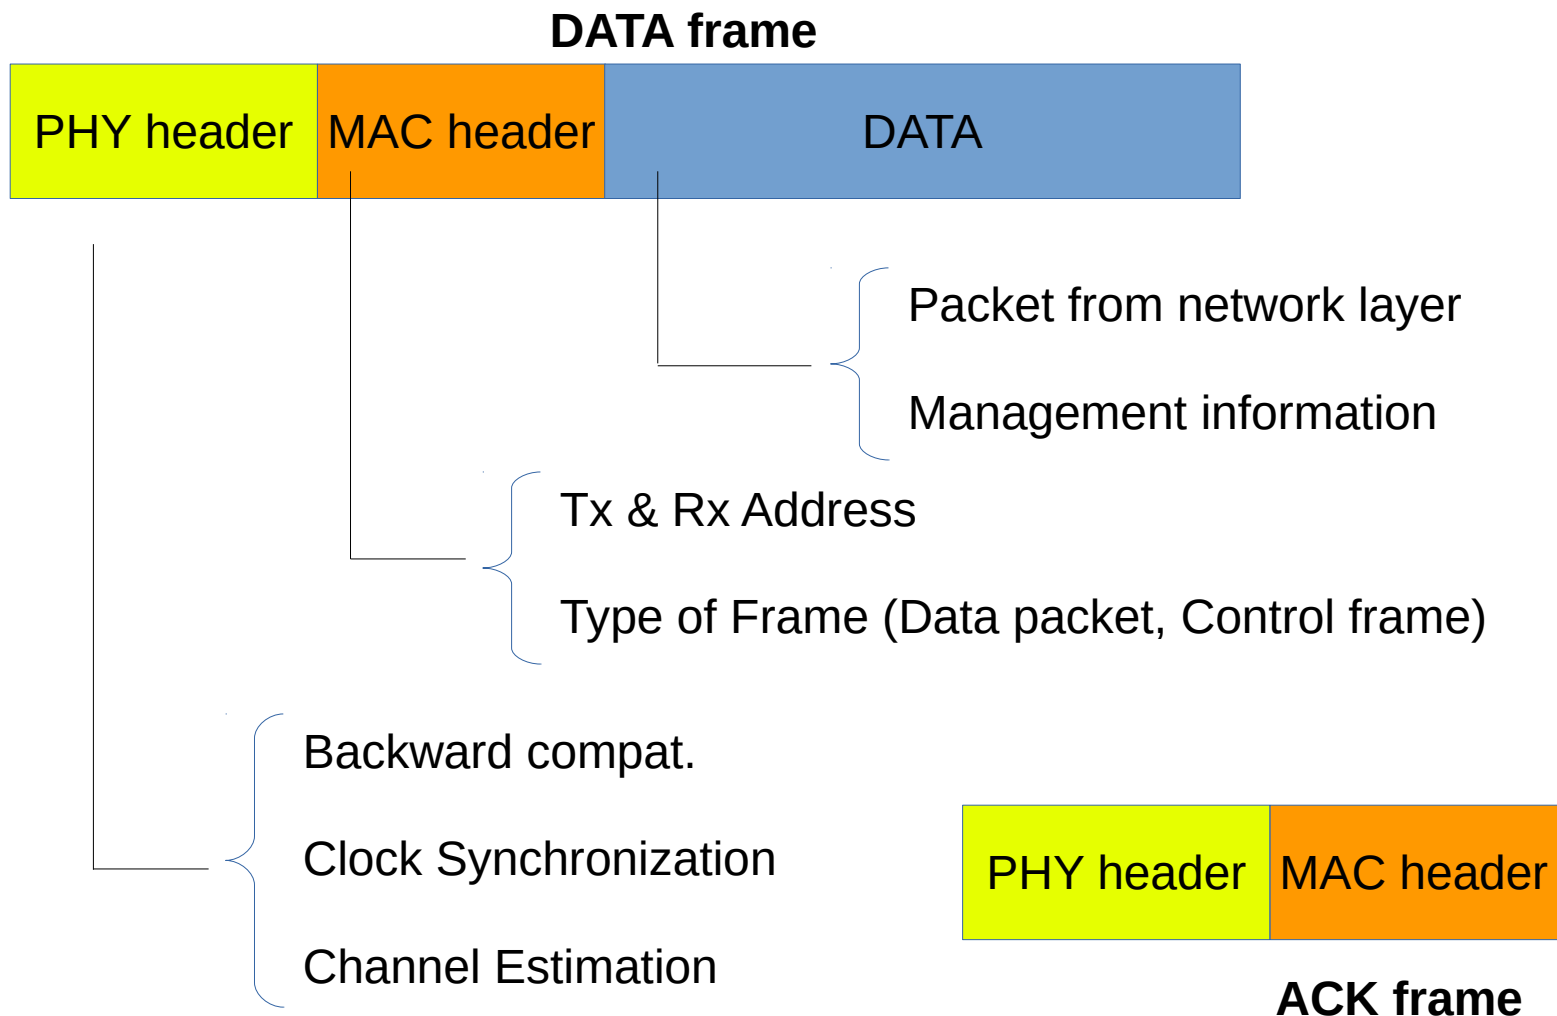 DATA frame
PHY header MAC header DATA
Packet from network layer
Management information
Tx & Rx Address
Type of Frame (Data packet, Control frame)
Backward compat.
Clock Synchronization
Channel Estimation
PHY header MAC header
ACK frame